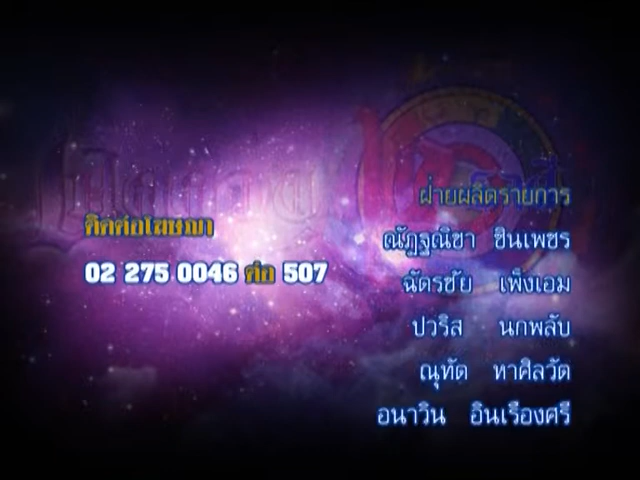 ติดต่อโฆษณา
02 275 0046 ต่อ 507
ฝ่ายผลิตรายการ
ณัฏฐณิชา ชินเพชร
ฉัตรชัย เพ็งเอม
ปวริส นกพลับ
ณุทัต ทาศิลวัต
อนาวิน อินเรืองศรี